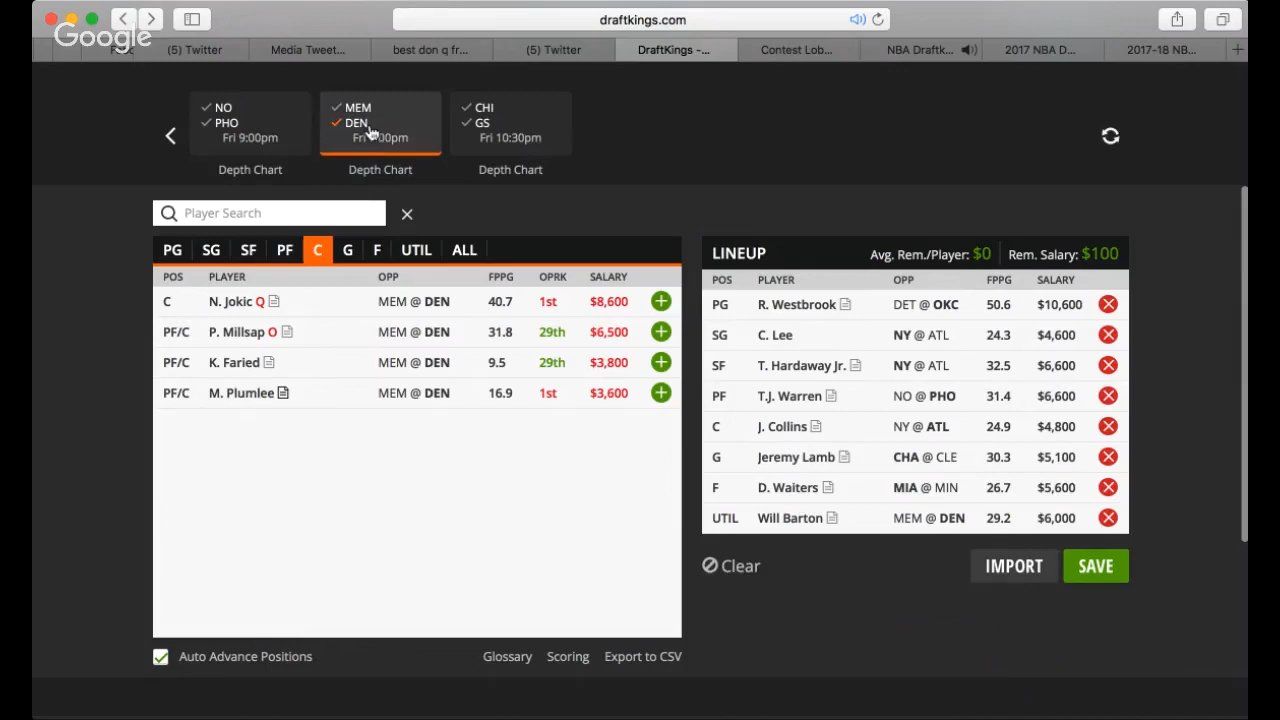 draftkings.com
Google
(5) Twitter
Media Tweet...
best don q fr...
(5) Twitter
DraftKings -...
Contest Lob...
NBA Draftk...
2017 NBA D...
2017-18 NB...
NO
PHO
Fri 9:00pm
Depth Chart
MEM
DEN
Depth Chart
CHI
GS
Fri 10:30pm
Depth Chart
Player Search
PG SG SF PF C G F UTIL ALL
POS PLAYER OPP FPPG OPRK SALARY
C N. Jokic Q MEM @ DEN 40.7 1st $8,600
PF/C P. Millsap O MEM @ DEN 31.8 29th $6,500
PF/C K. Faried MEM @ DEN 9.5 29th $3,800
PF/C M. Plumlee MEM @ DEN 16.9 1st $3,600
Auto Advance Positions
Glossary Scoring Export to CSV
LINEUP Avg. Rem./Player: $0 Rem. Salary: $100
POS PLAYER OPP FPPG SALARY
PG R. Westbrook DET @ OKC 50.6 $10,600
SG C. Lee NY @ ATL 24.3 $4,600
SF T. Hardaway Jr. NY @ ATL 32.5 $6,600
PF T.J. Warren NO @ PHO 31.4 $6,600
C J. Collins NY @ ATL 24.9 $4,800
G Jeremy Lamb CHA @ CLE 30.3 $5,100
F D. Waiters MIA @ MIN 26.7 $5,600
UTIL Will Barton MEM @ DEN 29.2 $6,000
Clear
IMPORT
SAVE